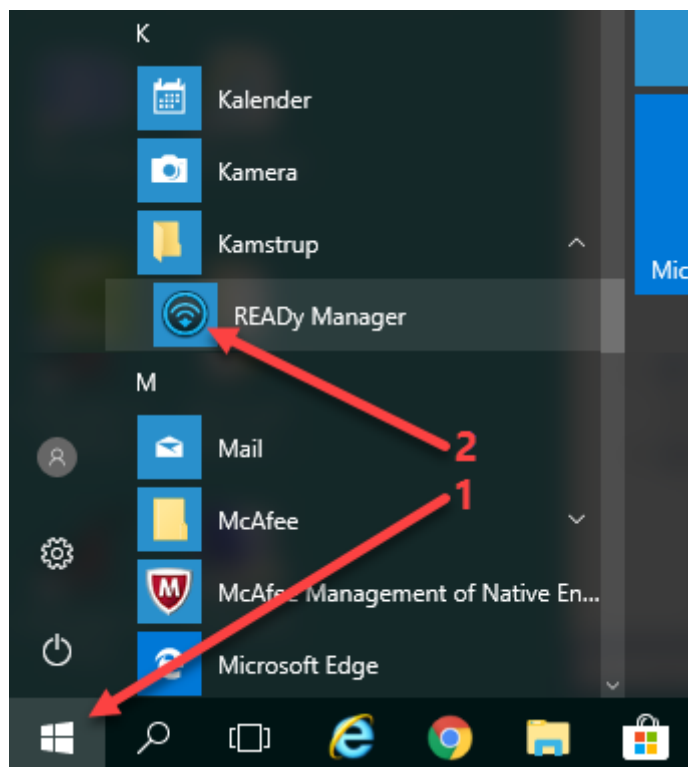 K
Kalender
Kamera
Kamstrup
Mic
READy Manager
M
Mail
2
1
McAfee
McAfee Management of Native En...
Microsoft Edge